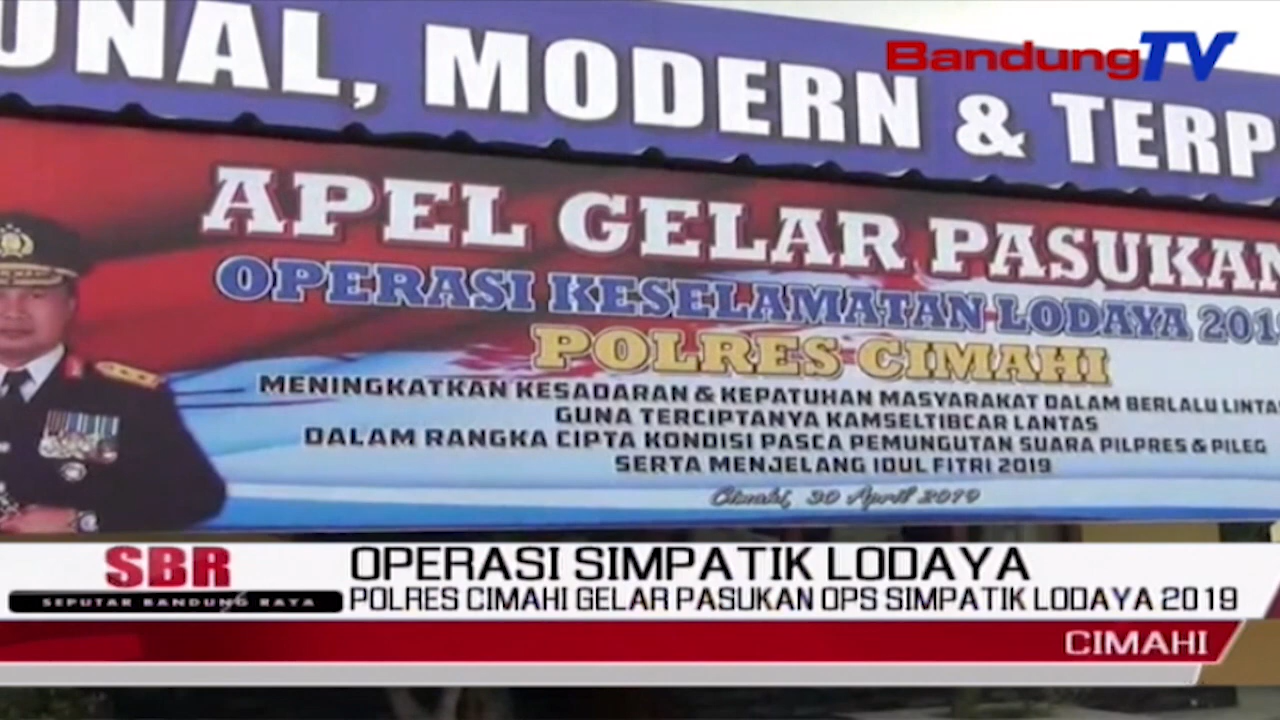 BandungTV
ONAL, MODERN & TERP
APEL GELAR PASUKAN
OPERASI KESELAMATAN LODAYA 201
POLRES CIMAHI
MENINGKATKAN KESADARAN & KEPATUHAN MASYARAKAT DALAM BERLALU LINTA
GUNA TERCIPTANYA KAMSELTIBCAR LANTAS
DALAM RANGKA CIPTA KONDISI PASCA PEMUNGUTAN SUARA PILPRES & PILEG
SERTA MENJELANG IDUL FITRI 2019
Cimahi, 30 April 2019
SBR
SEPUTAR BANDUNG RAYA
OPERASI SIMPATIK LODAYA
POLRES CIMAHI GELAR PASUKAN OPS SIMPATIK LODAYA 2019
CIMAHI